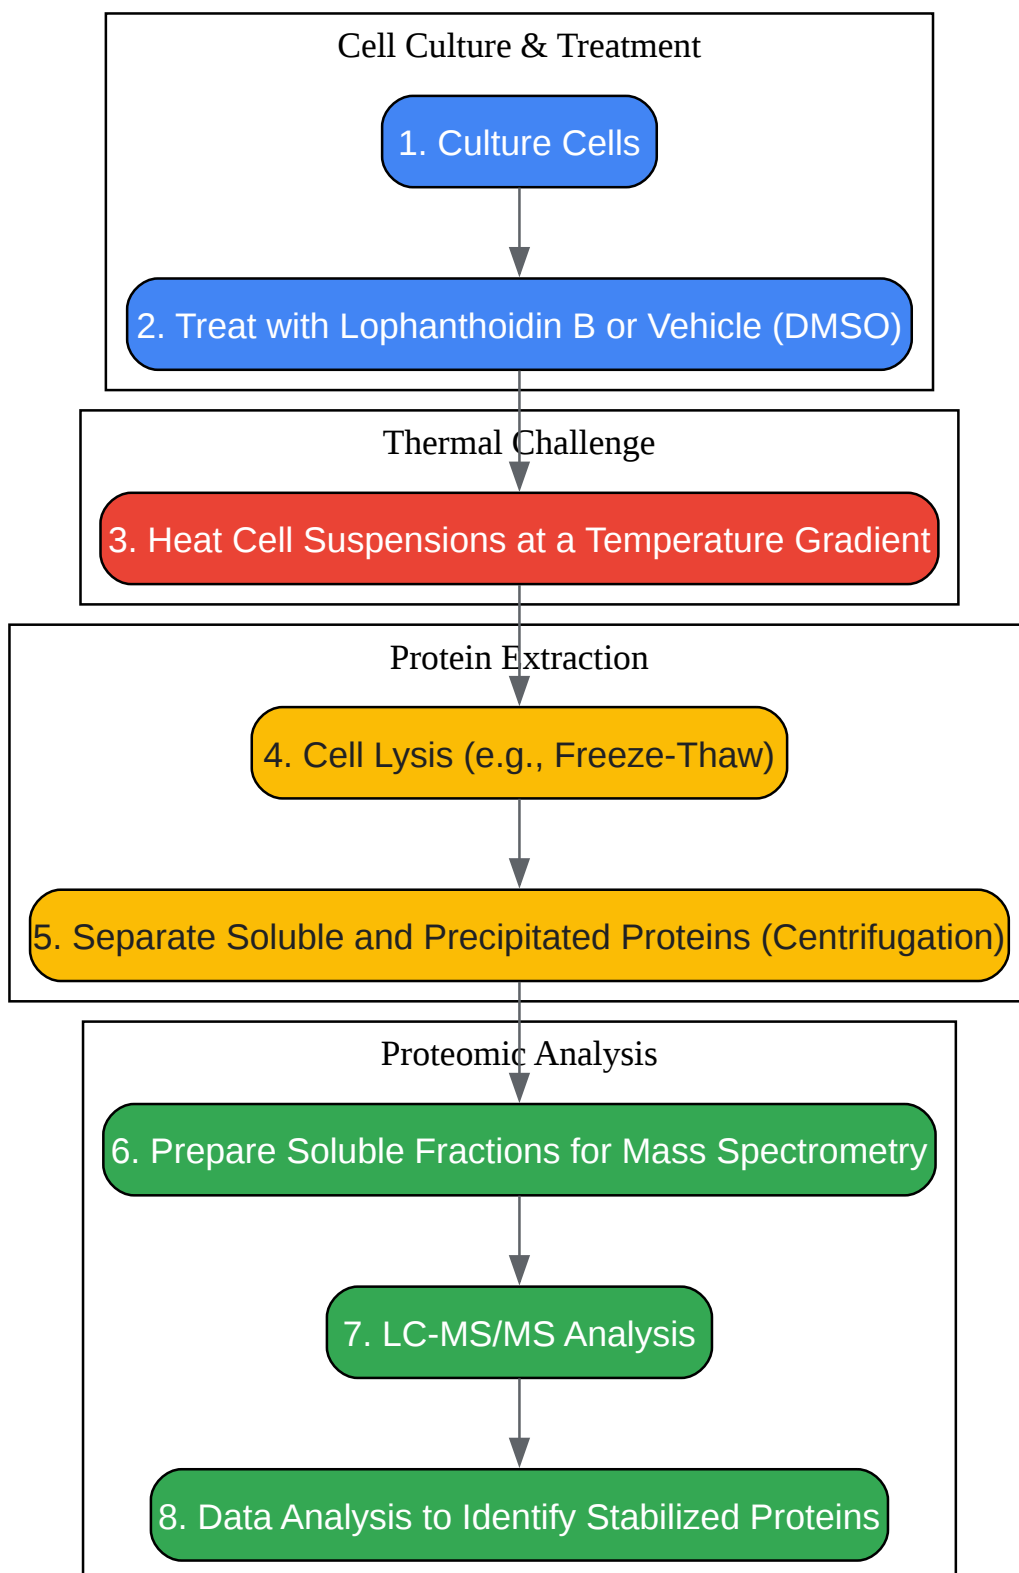 Cell Culture & Treatment
1. Culture Cells
2. Treat with Lophanthoidin B or Vehicle (DMSO)
Thermal Challenge
3. Heat Cell Suspensions at a Temperature Gradient
Protein Extraction
4. Cell Lysis (e.g., Freeze-Thaw)
5. Separate Soluble and Precipitated Proteins (Centrifugation)
Proteomic Analysis
6. Prepare Soluble Fractions for Mass Spectrometry
7. LC-MS/MS Analysis
8. Data Analysis to Identify Stabilized Proteins